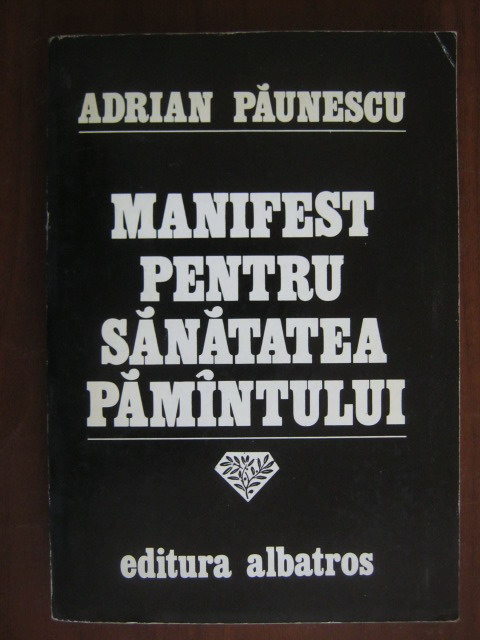 ADRIAN PĂUNESCU
MANIFEST
PENTRU
SĂNĂTATEA
PĂMÎNTULUI
editura albatros